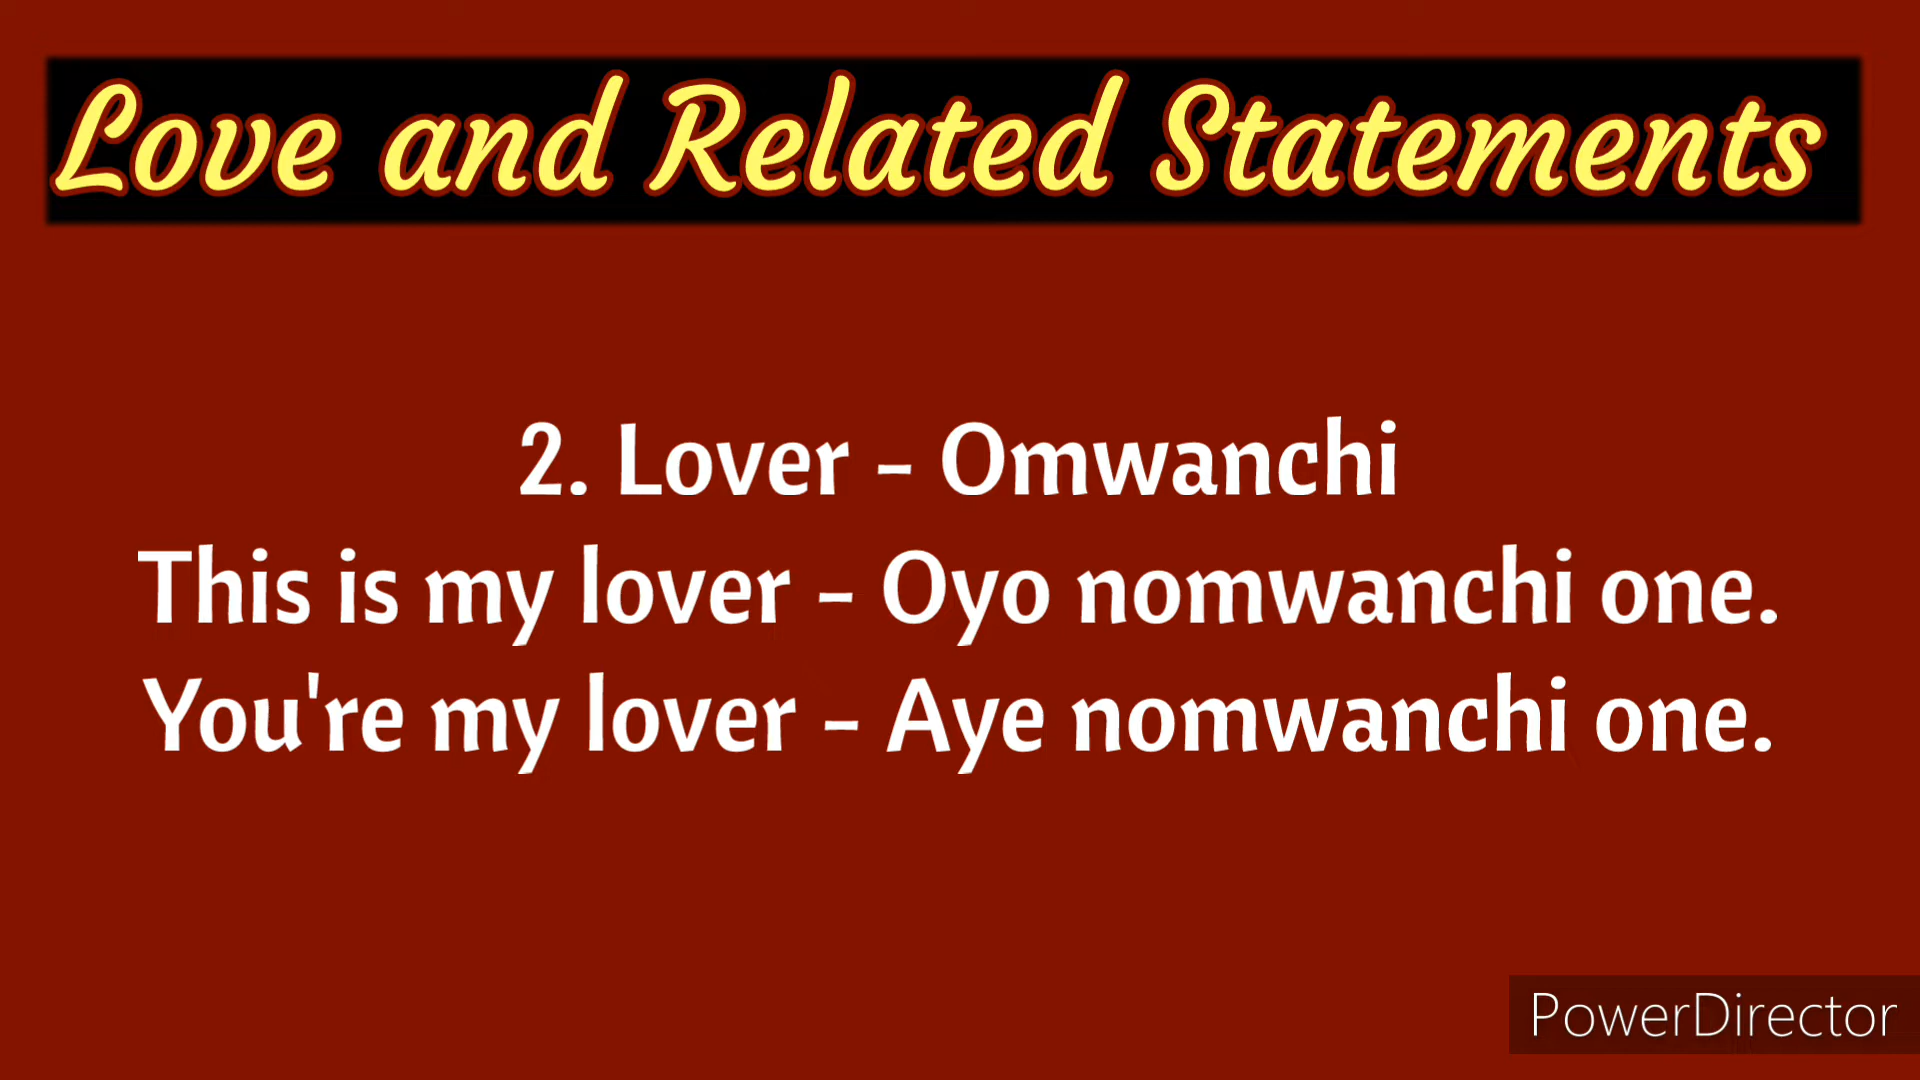 Love and Related Statements
2. Lover – Omwanchi
This is my lover – Oyo nomwanchi one.
You're my lover – Aye nomwanchi one.
PowerDirector